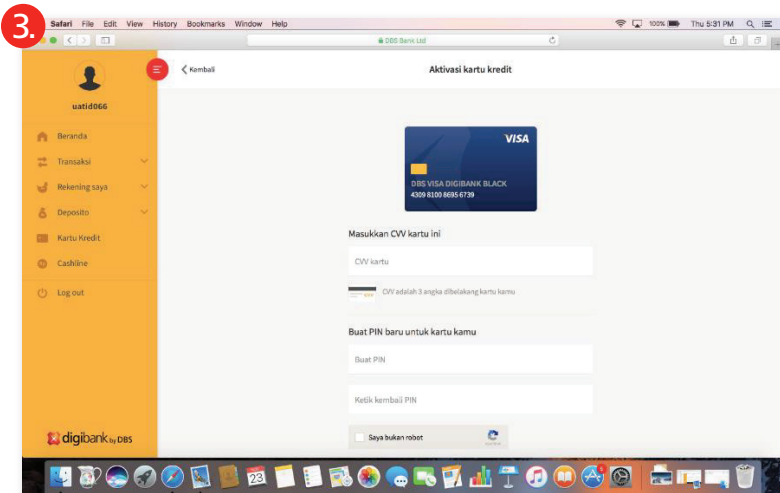 3.
Safari File Edit View History Bookmarks Window Help
100% Thu 5:31 PM
DBS Bank Ltd
Kembali
Aktivasi kartu kredit
uatid066
Beranda
Transaksi
Rekening saya
Deposito
Kartu Kredit
Cashline
Log out
VISA
DBS VISA DIGIBANK BLACK
4309 8100 8695 6739
Masukkan CVV kartu ini
CVV kartu
CVV adalah 3 angka dibelakang kartu kamu
Buat PIN baru untuk kartu kamu
Buat PIN
Ketik kembali PIN
Saya bukan robot
digibank by DBS
23